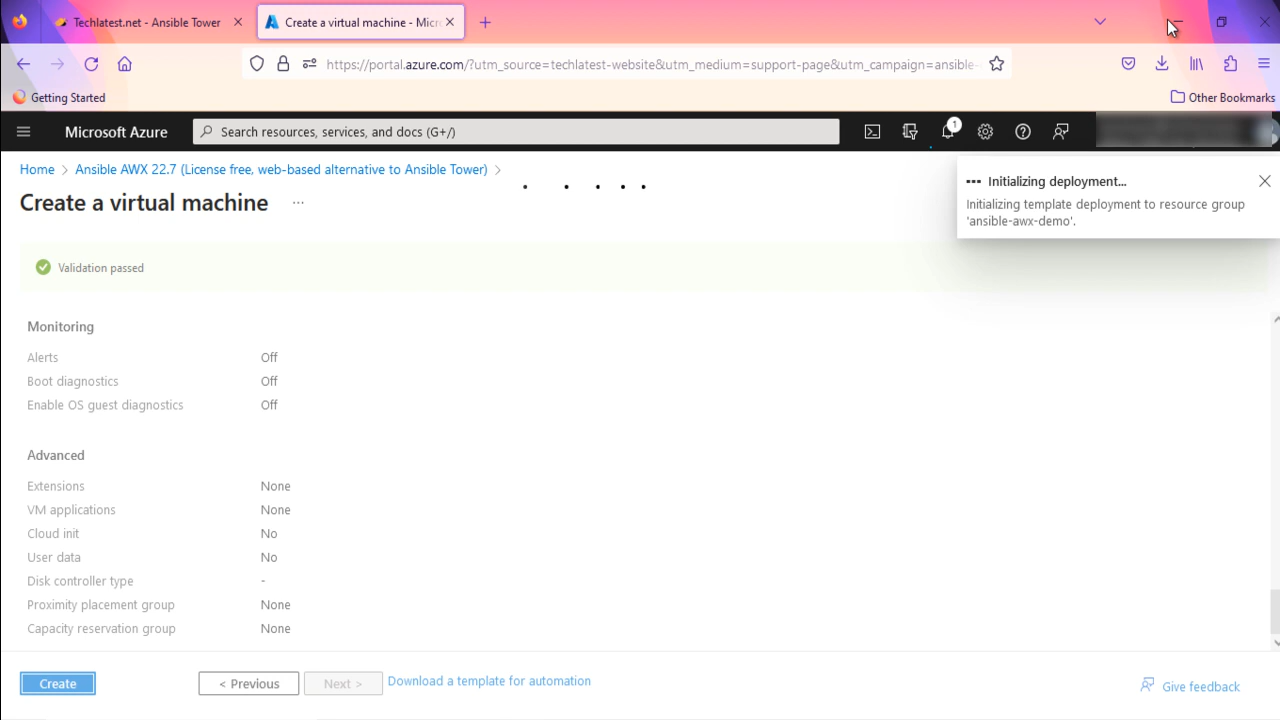 Techlatest.net - Ansible Tower
Create a virtual machine - Micr
https://portal.azure.com/?utm_source=techlatest-website&utm_medium=support-page&utm_campaign=ansible-
Getting Started
Other Bookmarks
Microsoft Azure
Search resources, services, and docs (G+/)
1
Home > Ansible AWX 22.7 (License free, web-based alternative to Ansible Tower) >
Create a virtual machine ...
Initializing deployment...
Initializing template deployment to resource group
'ansible-awx-demo'.
Validation passed
Monitoring
Alerts Off
Boot diagnostics Off
Enable OS guest diagnostics Off
Advanced
Extensions None
VM applications None
Cloud init No
User data No
Disk controller type -
Proximity placement group None
Capacity reservation group None
Create
< Previous
Next >
Download a template for automation
Give feedback